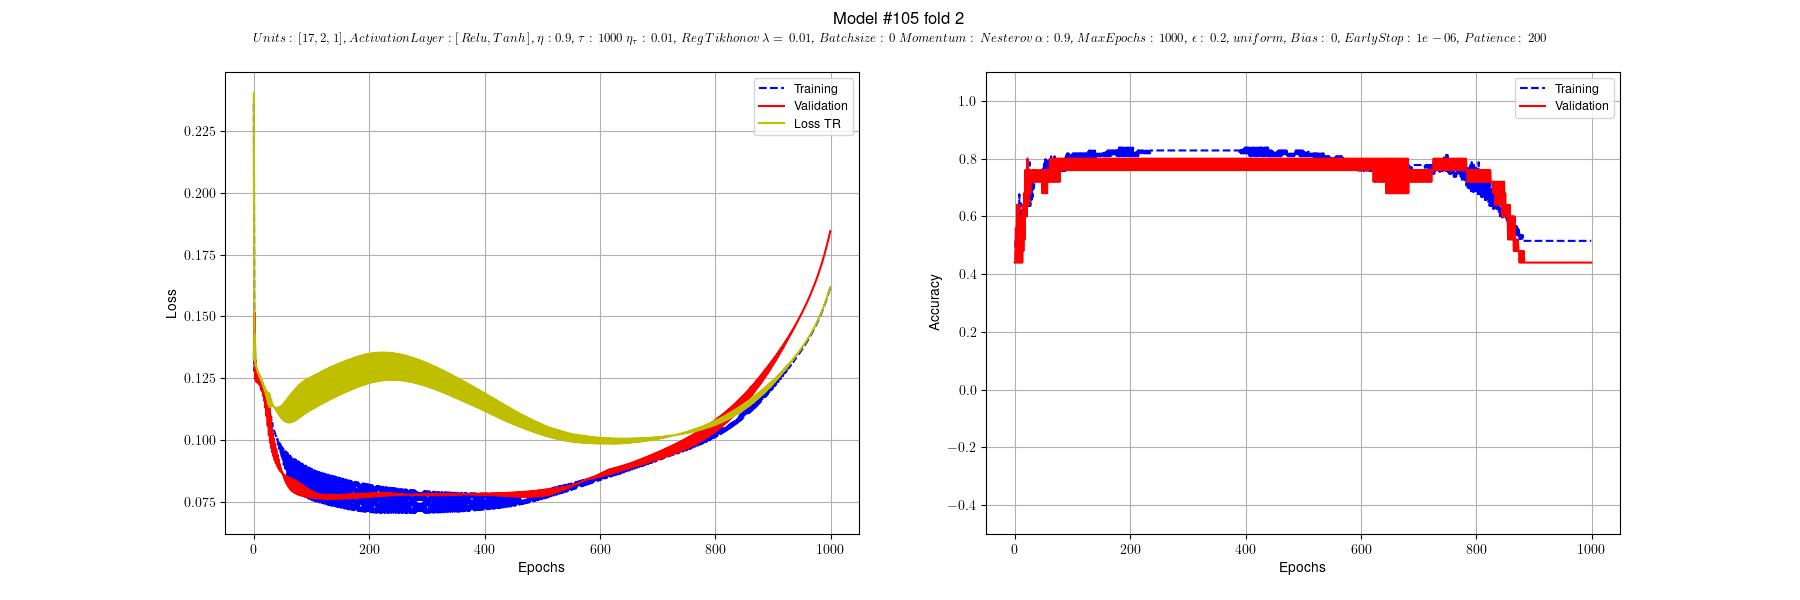 Model #105 fold 2
Units : [17, 2, 1], ActivationLayer : [ Relu, Tanh], η : 0.9, τ : 1000 ητ : 0.01, RegTikhonov λ = 0.01, Batchsize : 0 Momentum : Nesterov α : 0.9, MaxEpochs : 1000, ϵ : 0.2, uniform, Bias : 0, EarlyStop : 1e − 06, Patience : 200
Training
Validation
Loss TR
0.225
0.200
0.175
0.150
0.125
0.100
0.075
Loss
0 200 400 600 800 1000
Epochs
Training
Validation
1.0
0.8
0.6
0.4
0.2
0.0
−0.2
−0.4
Accuracy
0 200 400 600 800 1000
Epochs